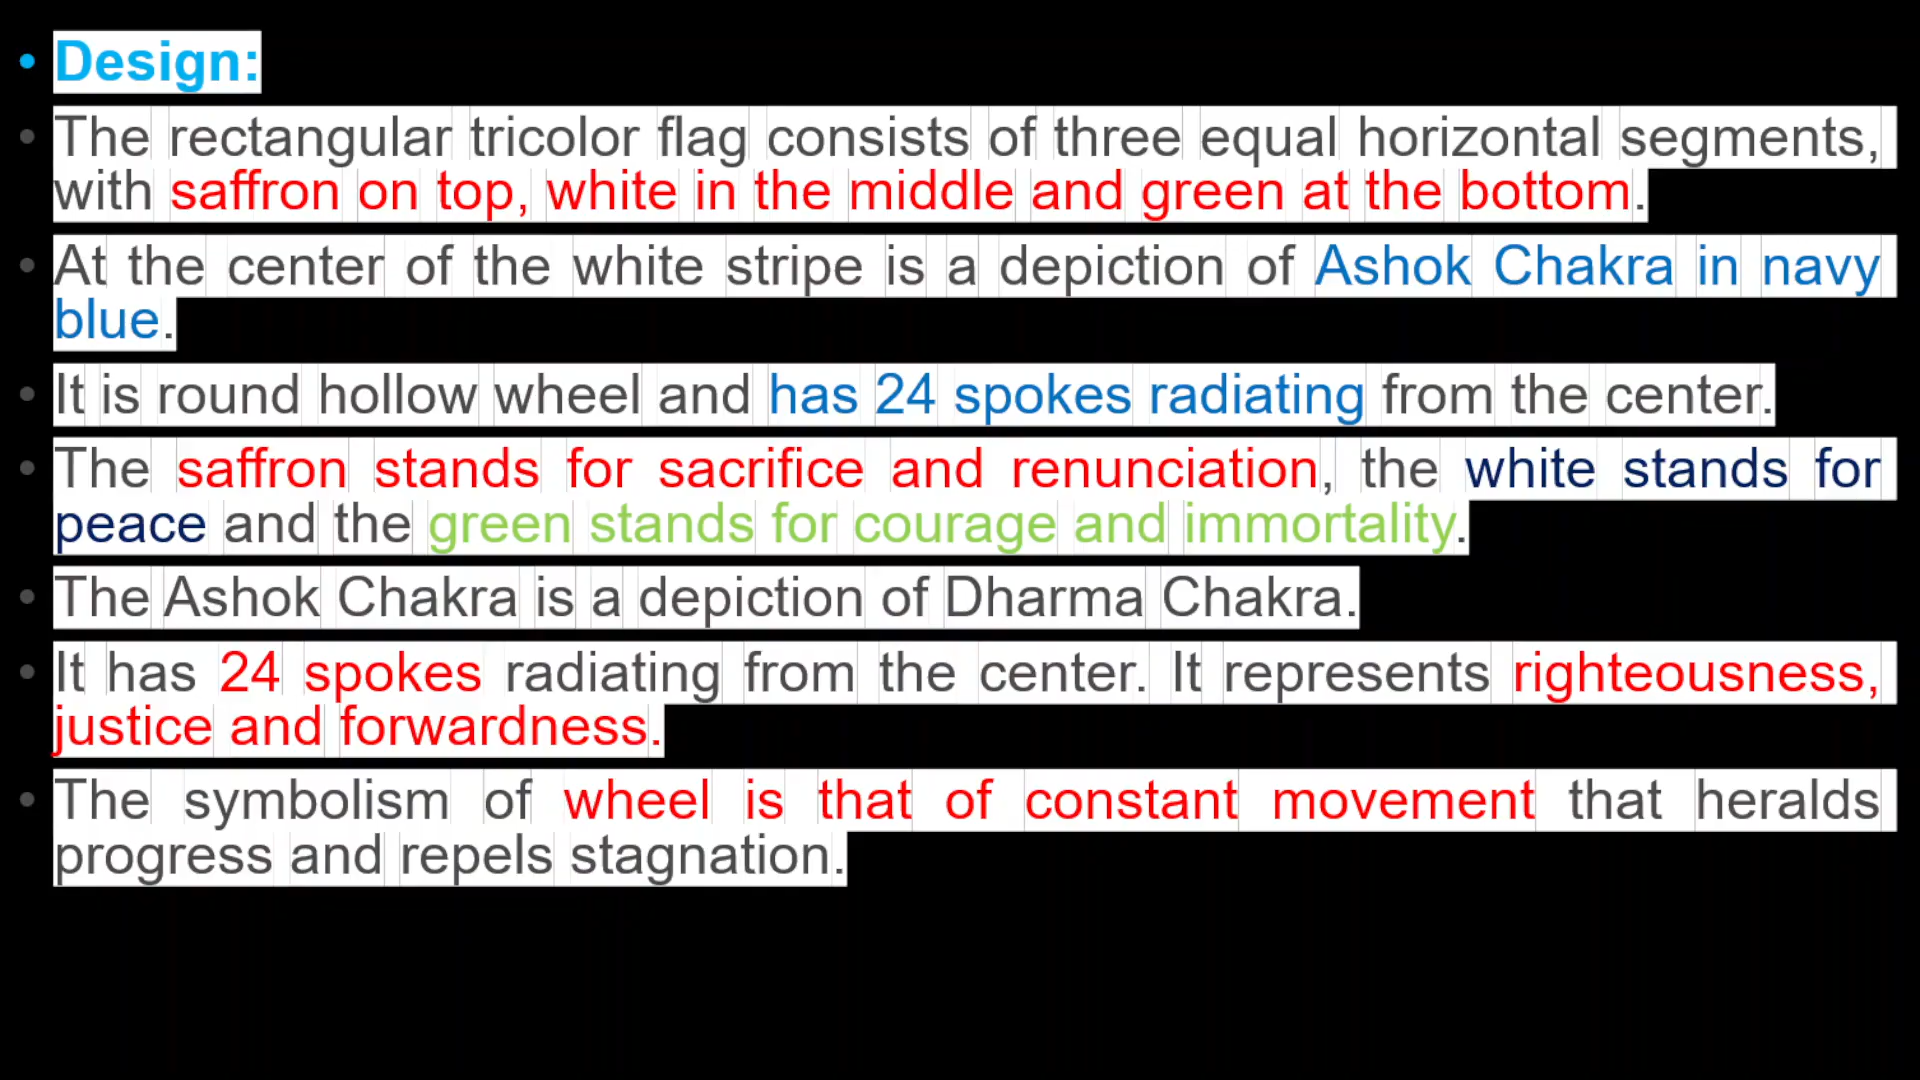 • Design:
• The rectangular tricolor flag consists of three equal horizontal segments,
with saffron on top, white in the middle and green at the bottom.
• At the center of the white stripe is a depiction of Ashok Chakra in navy
blue.
• It is round hollow wheel and has 24 spokes radiating from the center.
• The saffron stands for sacrifice and renunciation, the white stands for
peace and the green stands for courage and immortality.
• The Ashok Chakra is a depiction of Dharma Chakra.
• It has 24 spokes radiating from the center. It represents righteousness,
justice and forwardness.
• The symbolism of wheel is that of constant movement that heralds
progress and repels stagnation.